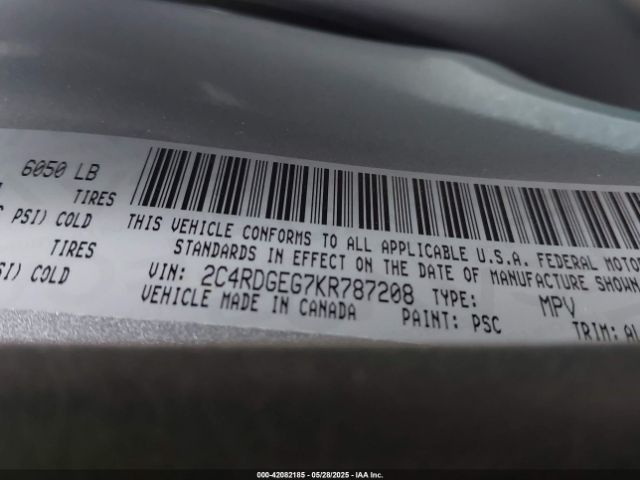 6050 LB
TIRES
PSI) COLD
TIRES
SI) COLD
THIS VEHICLE CONFORMS TO ALL APPLICABLE U.S.A. FEDERAL MOTOR
STANDARDS IN EFFECT ON THE DATE OF MANUFACTURE SHOWN
VIN: 2C4RDGEG7KR787208 TYPE: MPV
VEHICLE MADE IN CANADA PAINT: PSC TRIM: AL
000-42082185 - 05/28/2025 - IAA Inc.